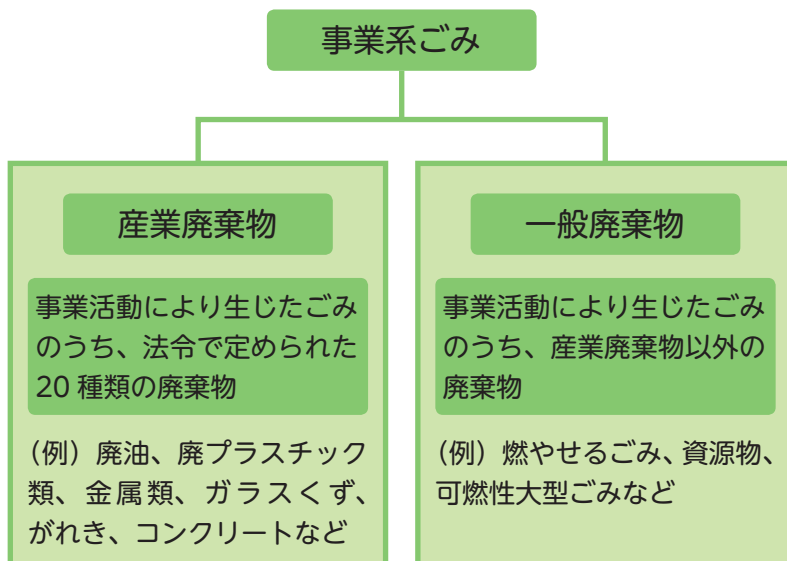 事業系ごみ
産業廃棄物
事業活動により生じたごみ
のうち、法令で定められた
20 種類の廃棄物
(例)廃油、廃プラスチック
類、金属類、ガラスくず、
がれき、コンクリートなど
一般廃棄物
事業活動により生じたごみ
のうち、産業廃棄物以外の
廃棄物
(例)燃やせるごみ、資源物、
可燃性大型ごみなど